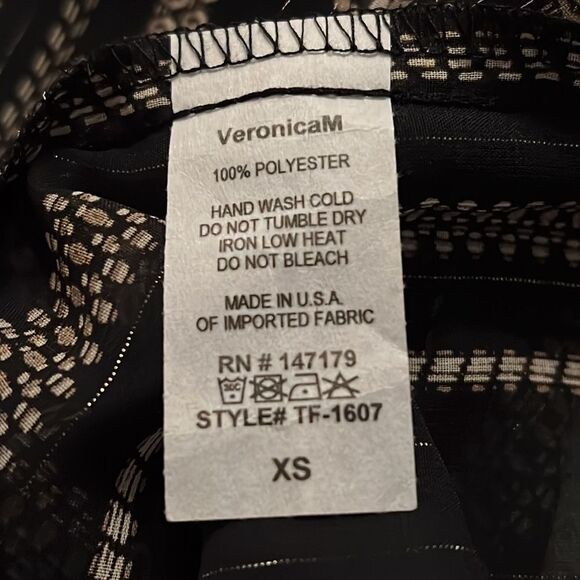 VeronicaM
100% POLYESTER
HAND WASH COLD
DO NOT TUMBLE DRY
IRON LOW HEAT
DO NOT BLEACH
MADE IN U.S.A.
OF IMPORTED FABRIC
RN # 147179
30C
STYLE# TF-1607
XS